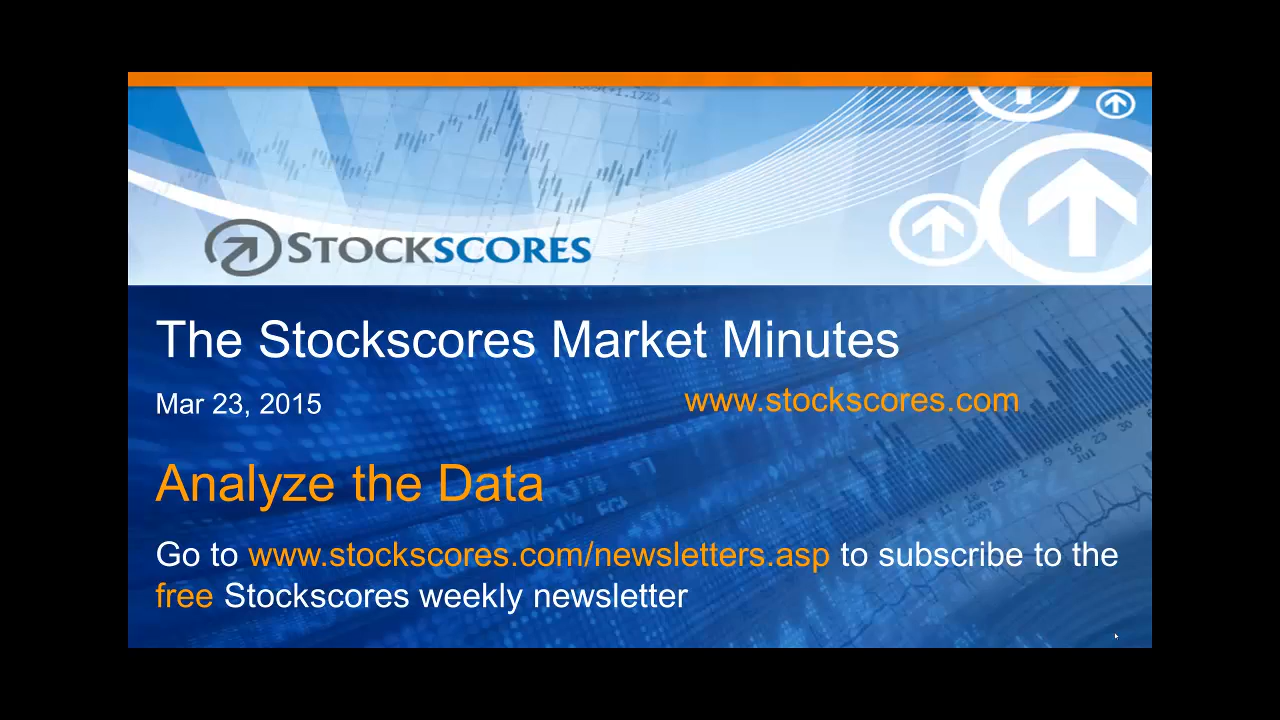 STOCKSCORES
The Stockscores Market Minutes
Mar 23, 2015
www.stockscores.com
Analyze the Data
Go to www.stockscores.com/newsletters.asp to subscribe to the
free Stockscores weekly newsletter